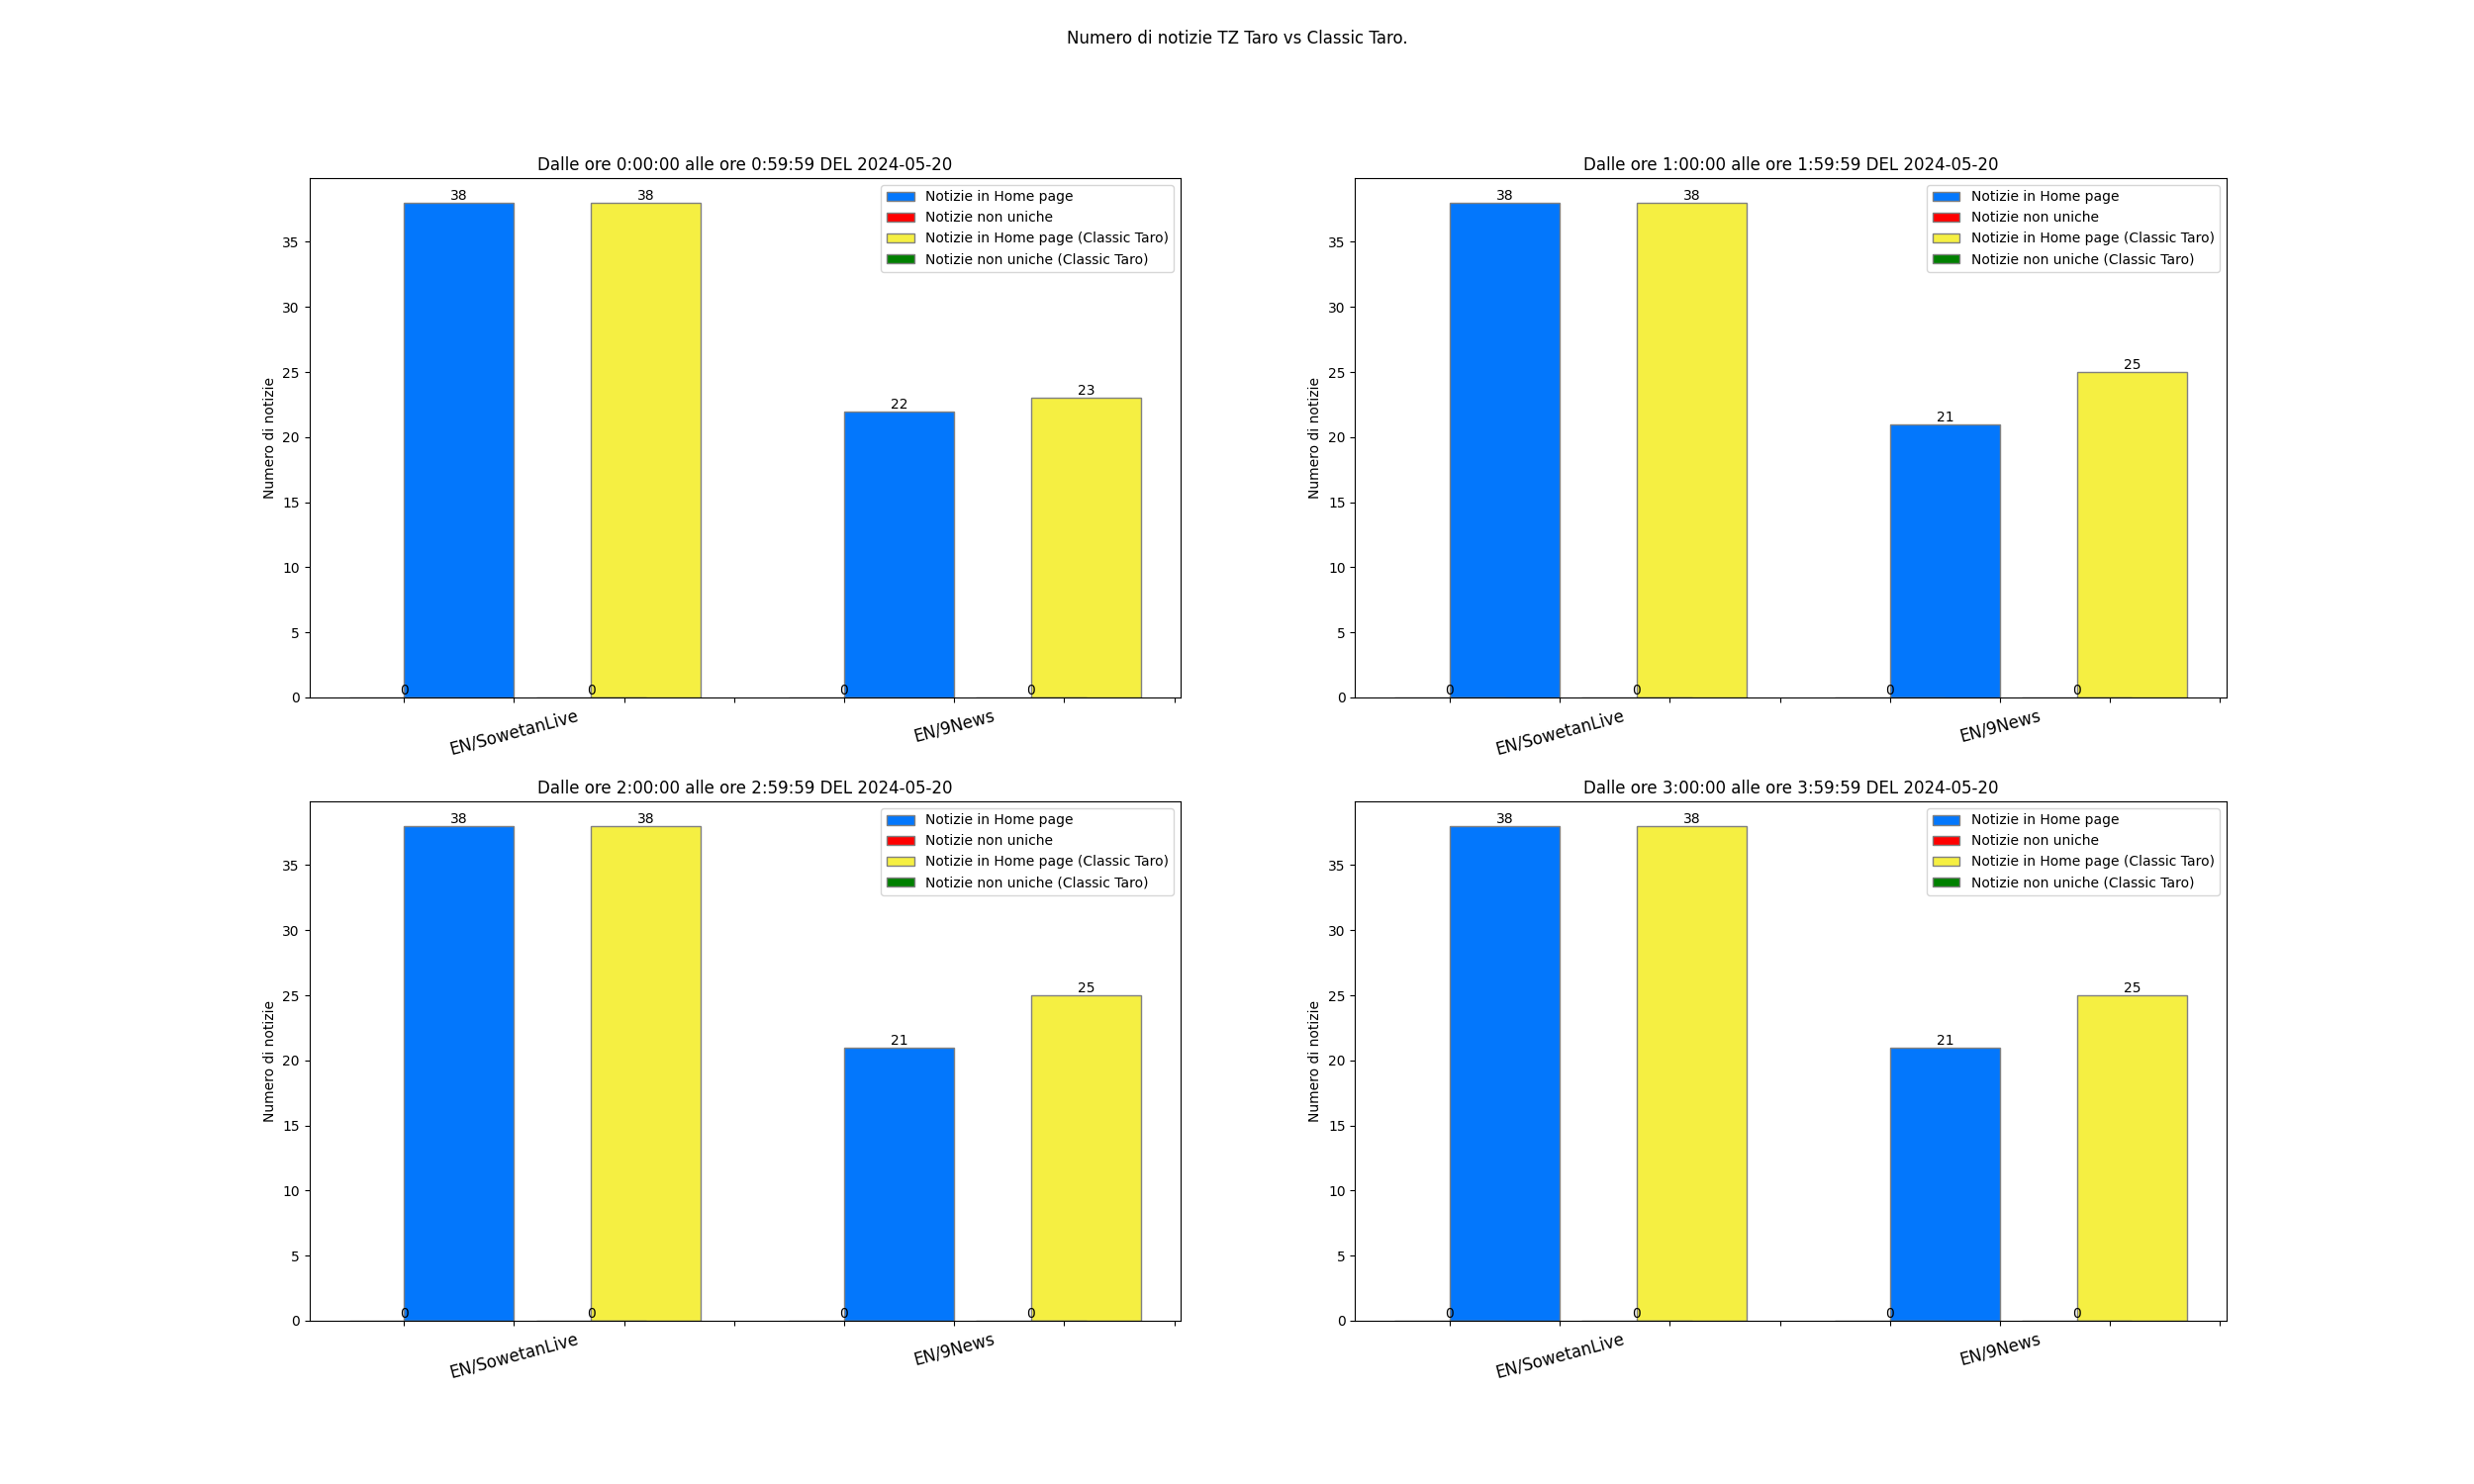 Numero di notizie TZ Taro vs Classic Taro.
Dalle ore 0:00:00 alle ore 0:59:59 DEL 2024-05-20
Numero di notizie
35
30
25
20
15
10
5
0
38
38
22
23
0
0
0
0
Notizie in Home page
Notizie non uniche
Notizie in Home page (Classic Taro)
Notizie non uniche (Classic Taro)
EN/SowetanLive
EN/9News
Dalle ore 1:00:00 alle ore 1:59:59 DEL 2024-05-20
Numero di notizie
35
30
25
20
15
10
5
0
38
38
21
25
0
0
0
0
Notizie in Home page
Notizie non uniche
Notizie in Home page (Classic Taro)
Notizie non uniche (Classic Taro)
EN/SowetanLive
EN/9News
Dalle ore 2:00:00 alle ore 2:59:59 DEL 2024-05-20
Numero di notizie
35
30
25
20
15
10
5
0
38
38
21
25
0
0
0
0
Notizie in Home page
Notizie non uniche
Notizie in Home page (Classic Taro)
Notizie non uniche (Classic Taro)
EN/SowetanLive
EN/9News
Dalle ore 3:00:00 alle ore 3:59:59 DEL 2024-05-20
Numero di notizie
35
30
25
20
15
10
5
0
38
38
21
25
0
0
0
0
Notizie in Home page
Notizie non uniche
Notizie in Home page (Classic Taro)
Notizie non uniche (Classic Taro)
EN/SowetanLive
EN/9News